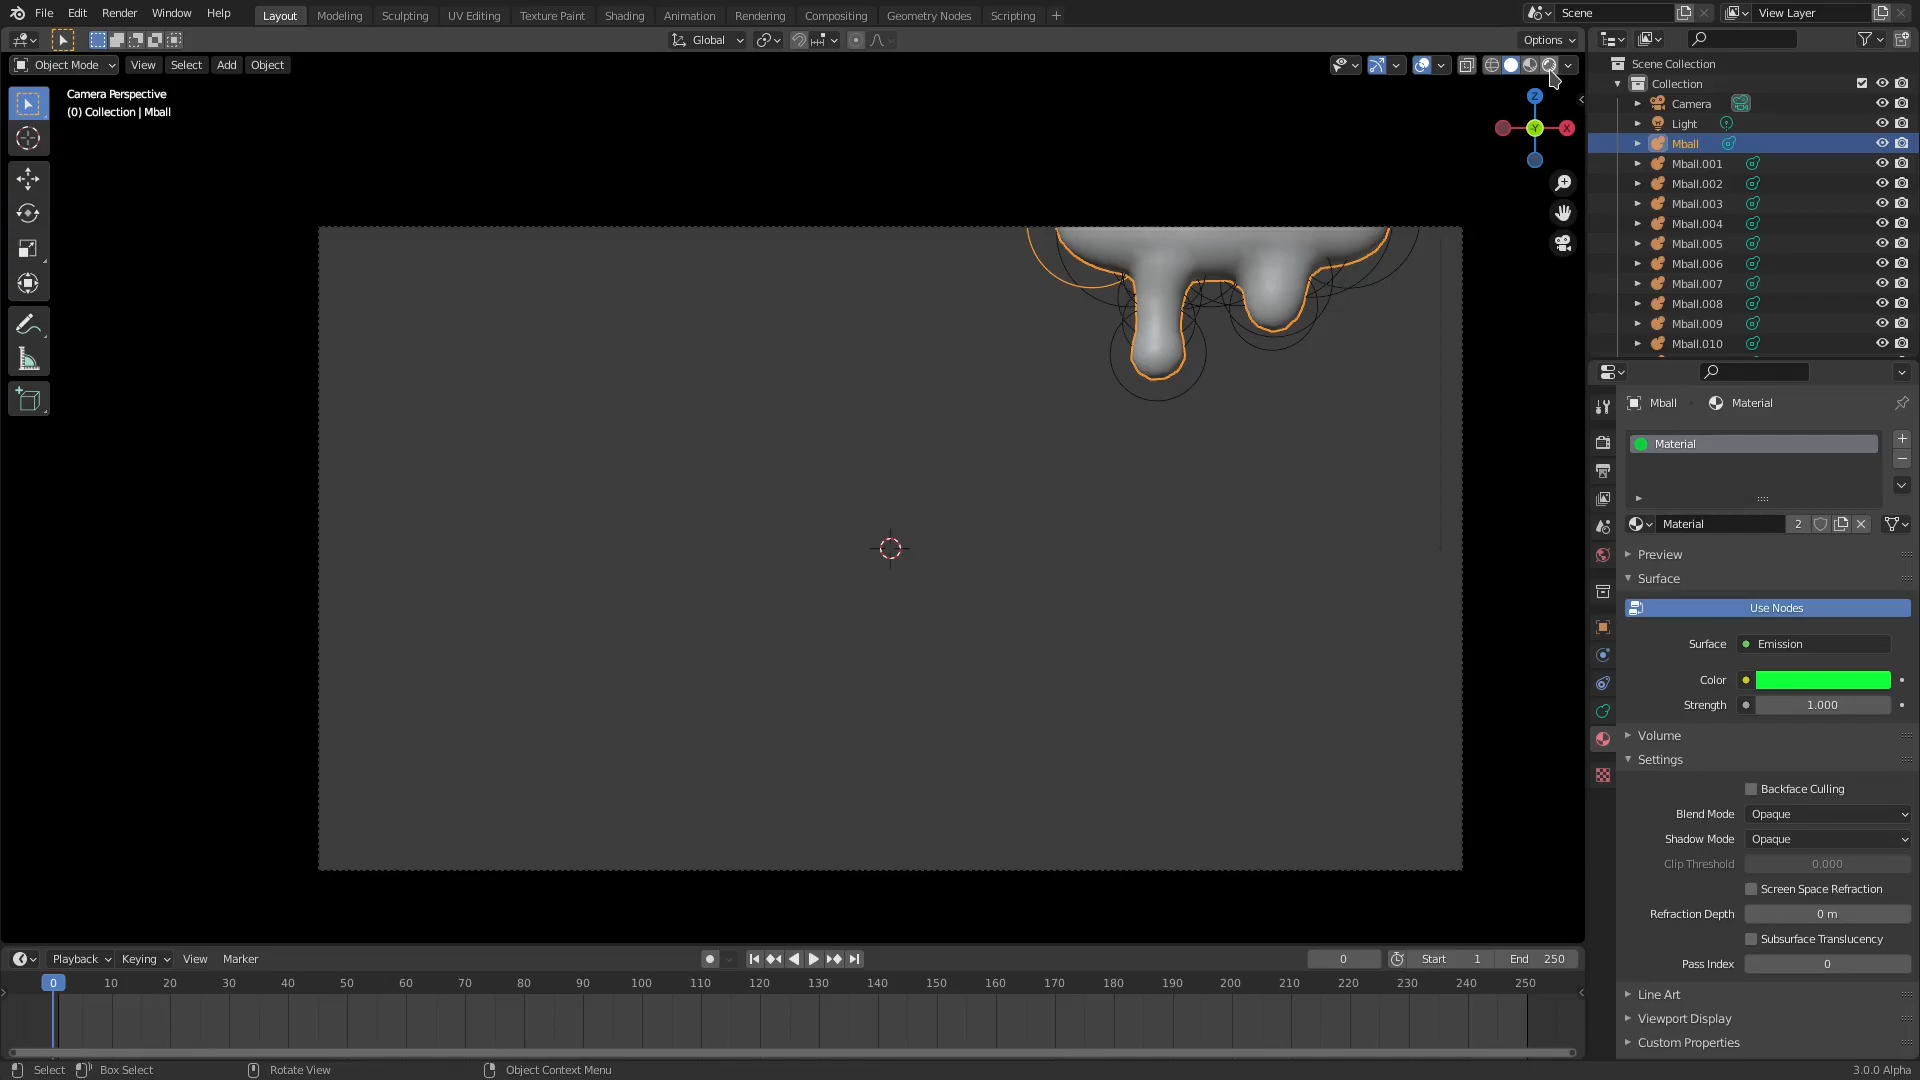 File Edit Render Window Help Layout Modeling Sculpting UV Editing Texture Paint Shading Animation Rendering Compositing Geometry Nodes Scripting + Scene View Layer
Global Options
Object Mode View Select Add Object
Camera Perspective
(0) Collection | Mball
Z
Y
X
Scene Collection
Collection
Camera
Light
Mball
Mball.001
Mball.002
Mball.003
Mball.004
Mball.005
Mball.006
Mball.007
Mball.008
Mball.009
Mball.010
Mball Material
Material
Material 2
Preview
Surface
Use Nodes
Surface Emission
Color
Strength 1.000
Volume
Settings
Backface Culling
Blend Mode Opaque
Shadow Mode Opaque
Clip Threshold 0.000
Screen Space Refraction
Refraction Depth 0 m
Subsurface Translucency
Pass Index 0
Line Art
Viewport Display
Custom Properties
Playback Keying View Marker 0 Start 1 End 250
0 10 20 30 40 50 60 70 80 90 100 110 120 130 140 150 160 170 180 190 200 210 220 230 240 250
Select Box Select Rotate View Object Context Menu 3.0.0 Alpha